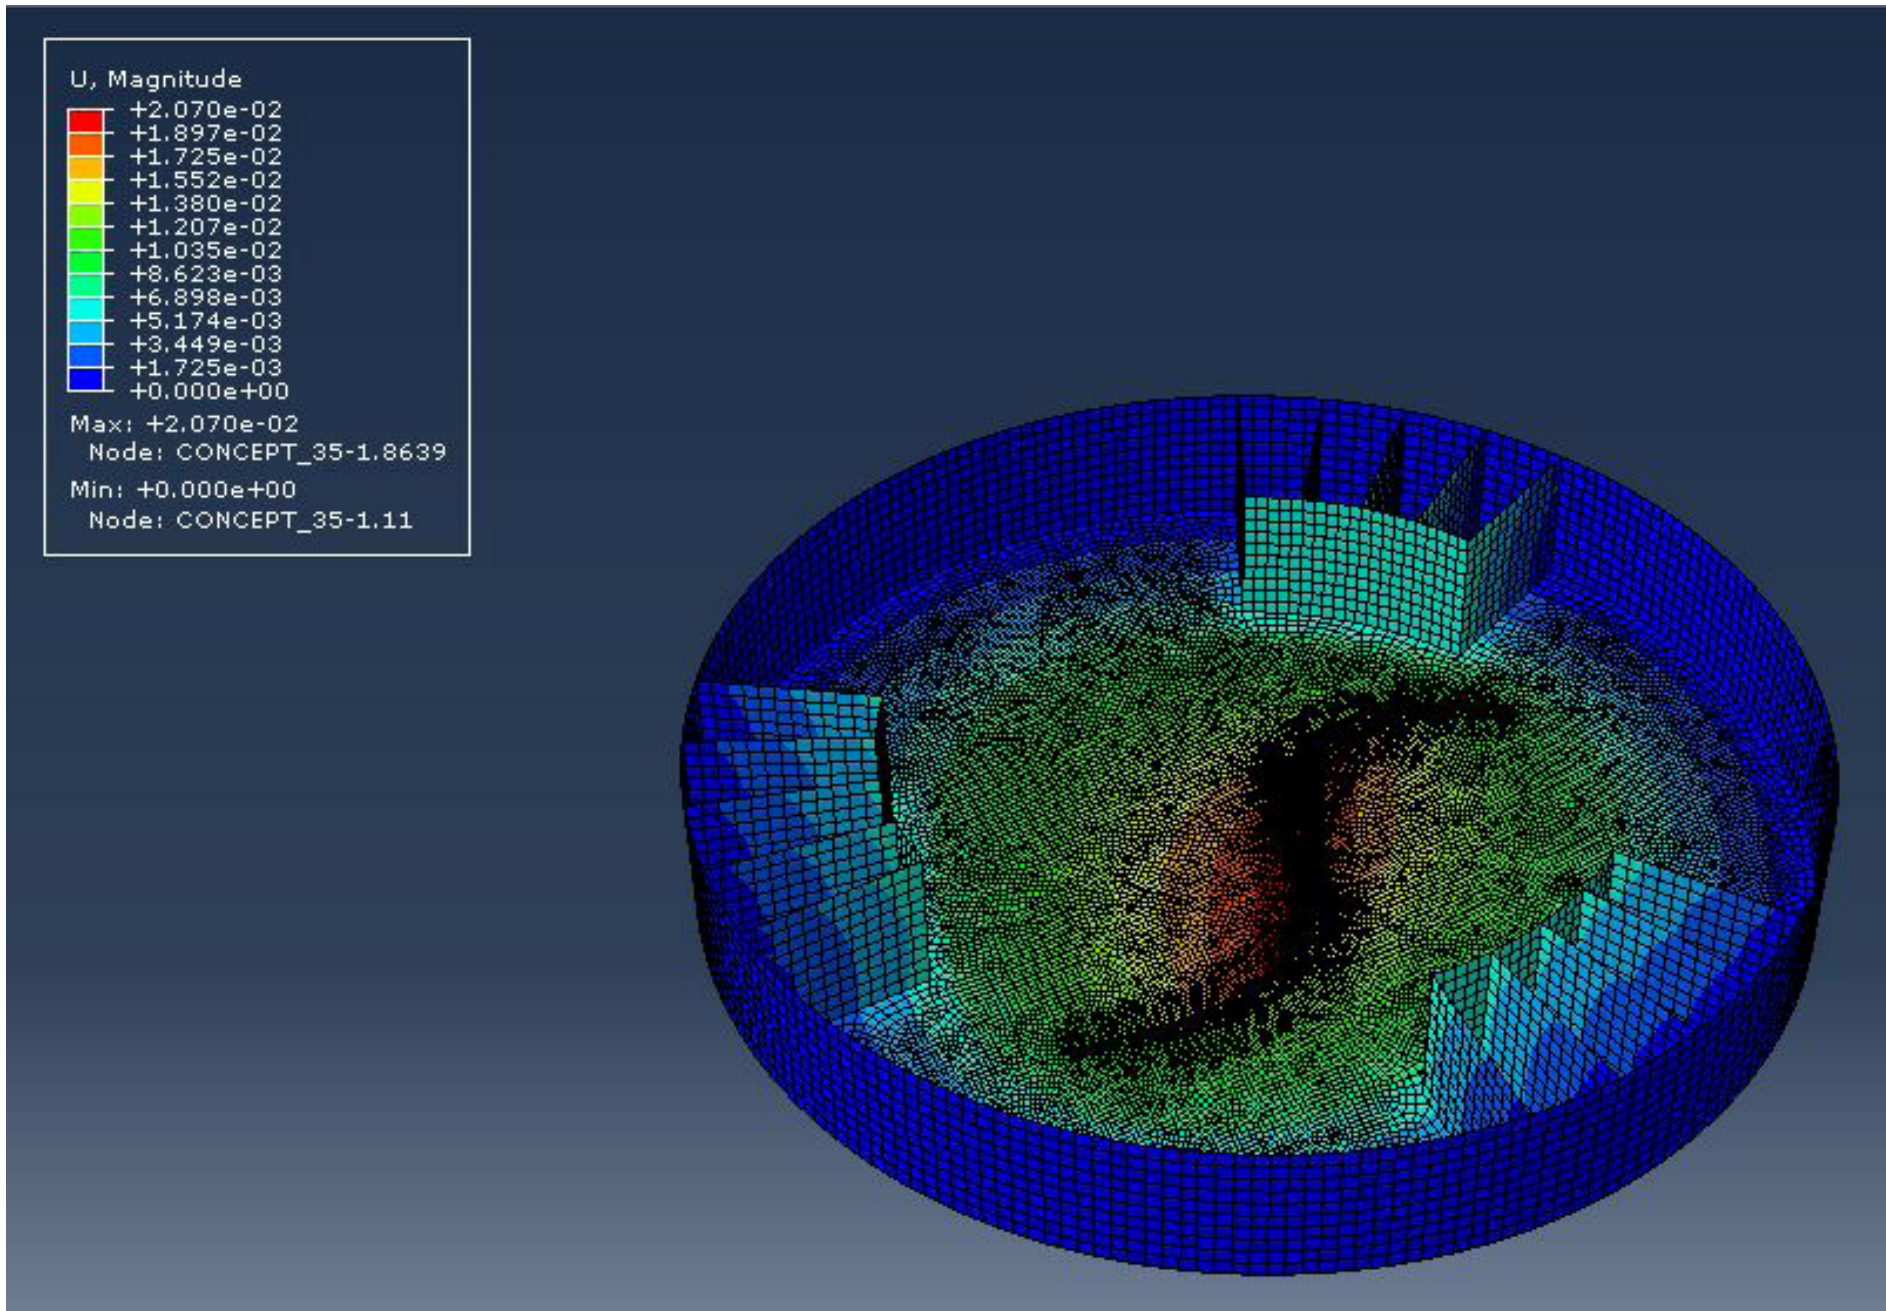 U, Magnitude
+2.070e-02
+1.897e-02
+1.725e-02
+1.552e-02
+1.380e-02
+1.207e-02
+1.035e-02
+8.623e-03
+6.898e-03
+5.174e-03
+3.449e-03
+1.725e-03
+0.000e+00
Max: +2.070e-02
Node: CONCEPT_35-1.8639
Min: +0.000e+00
Node: CONCEPT_35-1.11